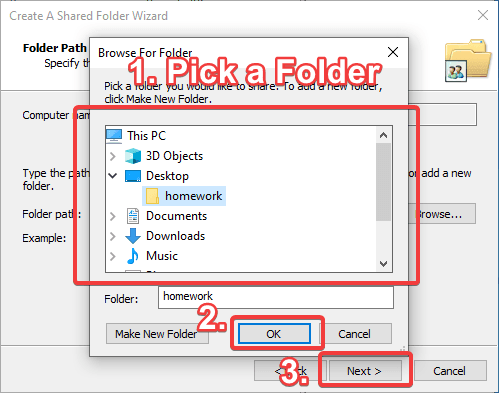 Create A Shared Folder Wizard
Folder Path
Specify th
Browse For Folder
1. Pick a Folder
Pick a folder you would like to share. To add a new folder,
click Make New Folder.
Computer nam
This PC
3D Objects
Desktop
homework
Documents
Downloads
Music
Type the path
or add a new
folder.
Folder path:
Browse...
Example:
Folder:
homework
2.
Make New Folder
OK
Cancel
3.
Next >
Cancel